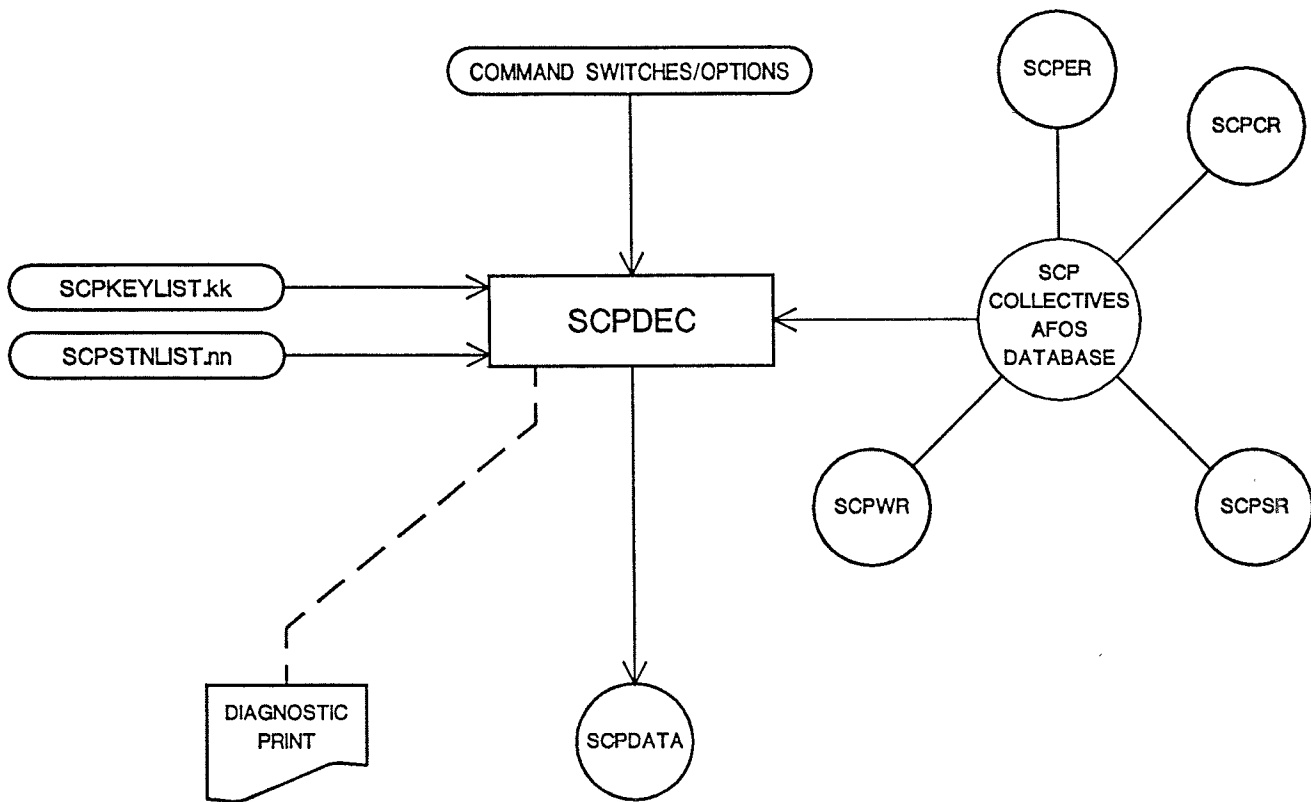 COMMAND SWITCHES/OPTIONS
SCPER
SCPCR
SCPKEYLIST.kk
SCPSTNLIST.nn
SCPDEC
SCP
COLLECTIVES
AFOS
DATABASE
SCPWR
SCPSR
DIAGNOSTIC
PRINT
SCPDATA